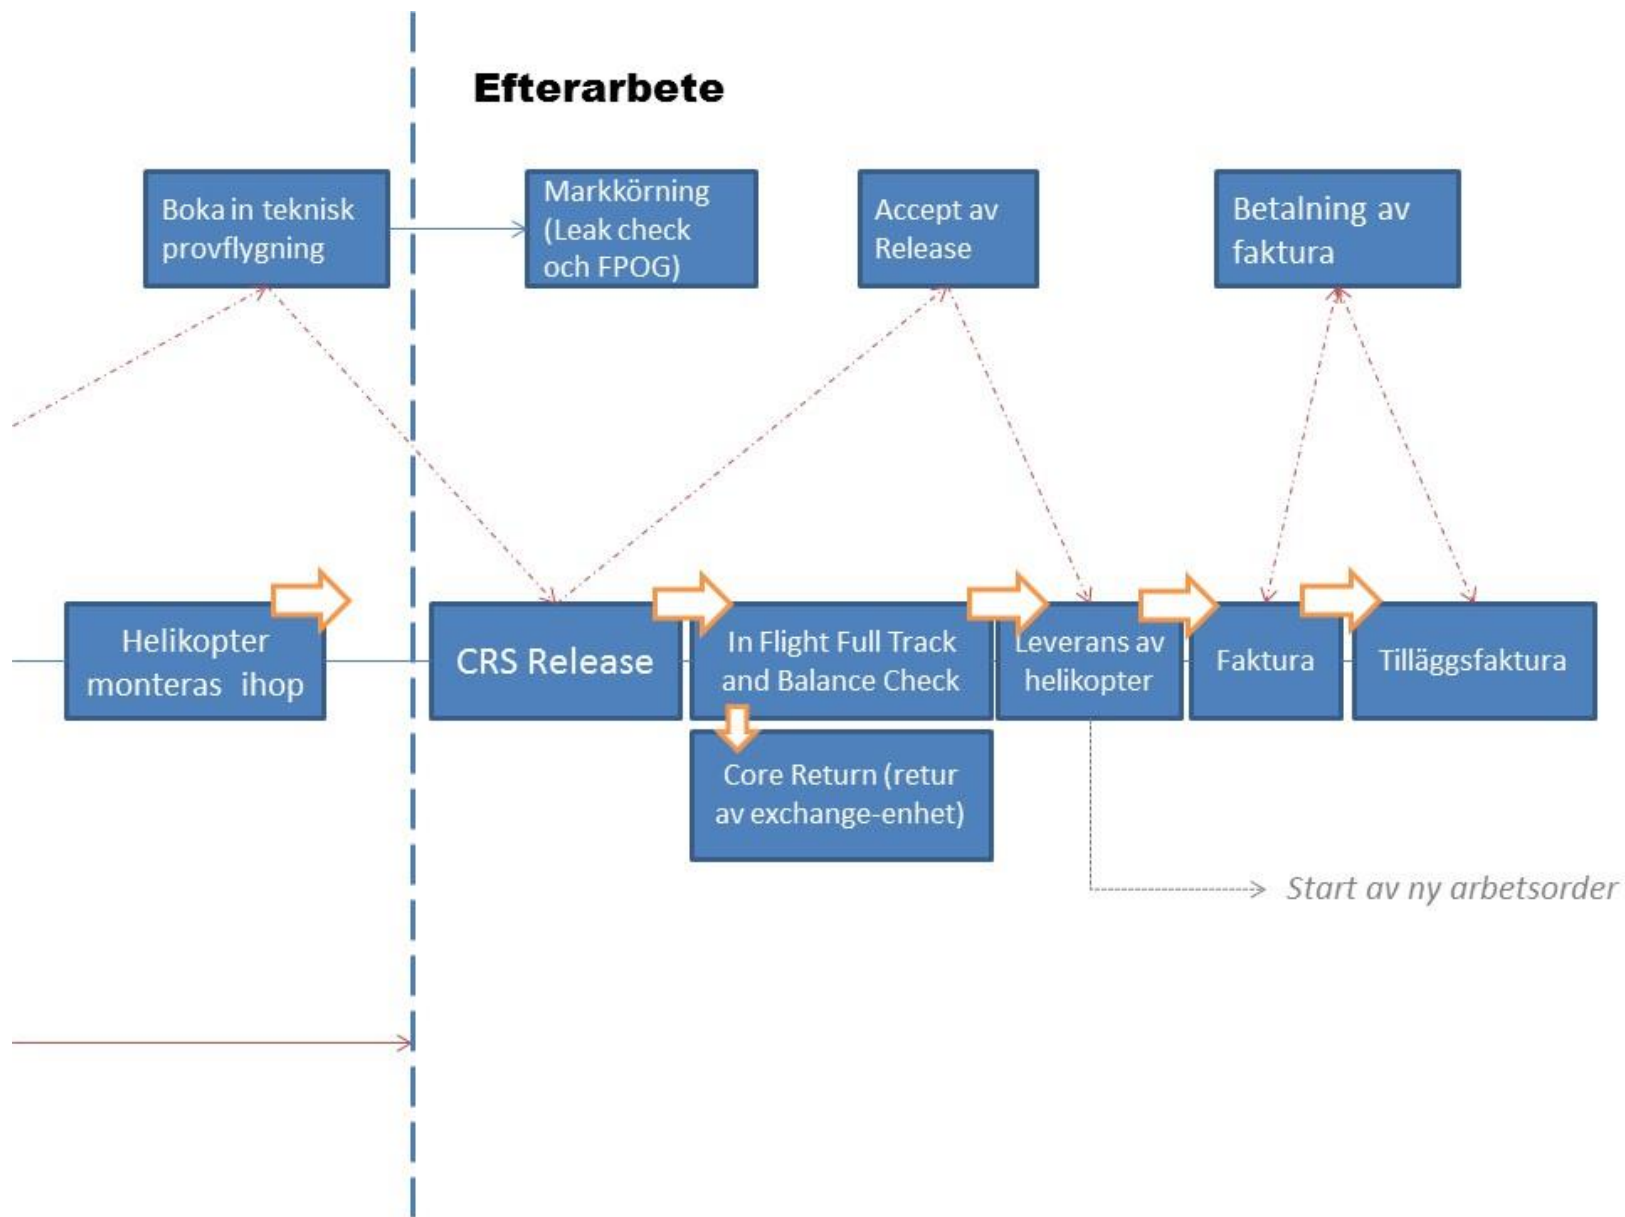 Efterarbete
Boka in teknisk
provflygning
Markkörning
(Leak check
och FPOG)
Accept av
Release
Betalning av
faktura
Helikopter
monteras ihop
CRS Release
In Flight Full Track
and Balance Check
Leverans av
helikopter
Faktura
Tilläggsfaktura
Core Return (retur
av exchange-enhet)
Start av ny arbetsorder